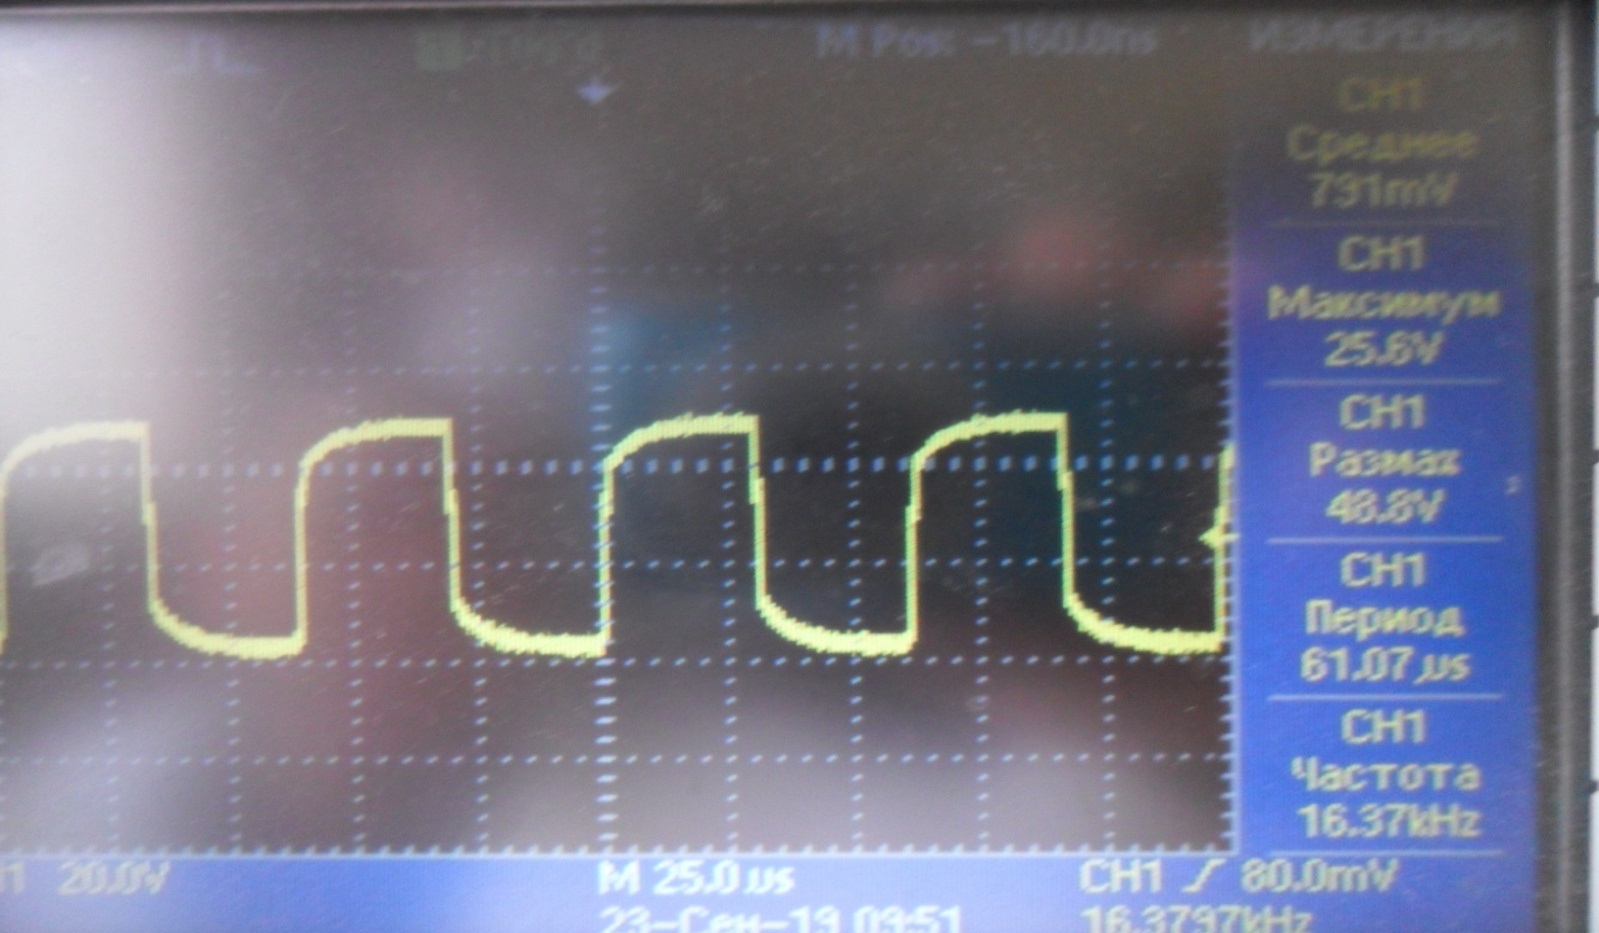 M Pos: -160.0ns
ИЗМЕРЕНИЯ
CH1
Среднее
791mV
CH1
Максимум
25.6V
CH1
Размах
48.8V
CH1
Период
61.07µs
CH1
Частота
16.37kHz
20.0V
M 25.0µs
CH1
80.0mV
23-Сен-19 09:51
16.3797kHz